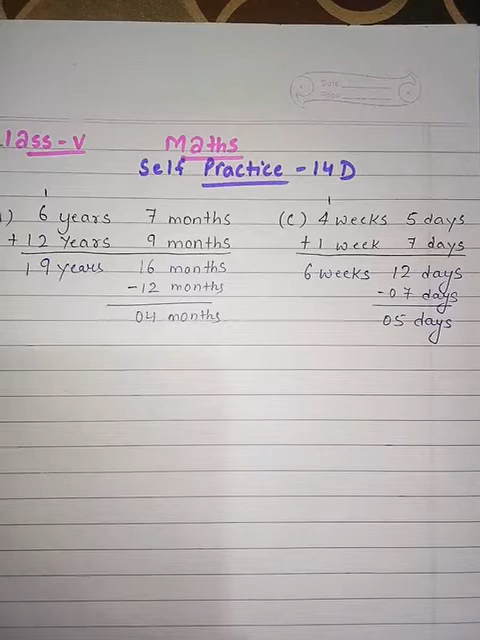 lass-V Maths
Self Practice - 14D
1 1
) 6 years 7 months (C) 4 weeks 5 days
+ 12 Years 9 months + 1 week 7 days
19 years 16 months 6 weeks 12 days
-12 months -07 days
04 months 05 days